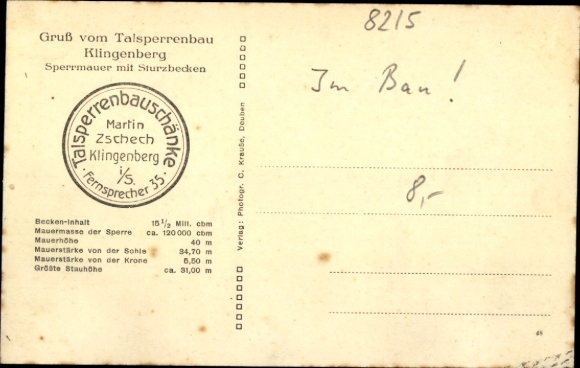 Gruß vom Talsperrenbau
Klingenberg
Sperrmauer mit Sturzbecken
Talsperrenbauschänke
Martin
Zschech
Klingenberg
i/S.
Fernsprecher 35
Becken-Inhalt 15 1/2 Mill. cbm
Mauermasse der Sperre ca. 120000 cbm
Mauerhöhe 40 m
Mauerstärke von der Sohle 34,70 m
Mauerstärke von der Krone 5,50 m
Größte Stauhöhe ca. 31,00 m
Verlag: Photogr. C. Krauße, Deuben
8215
Im Bau!
8,-
48